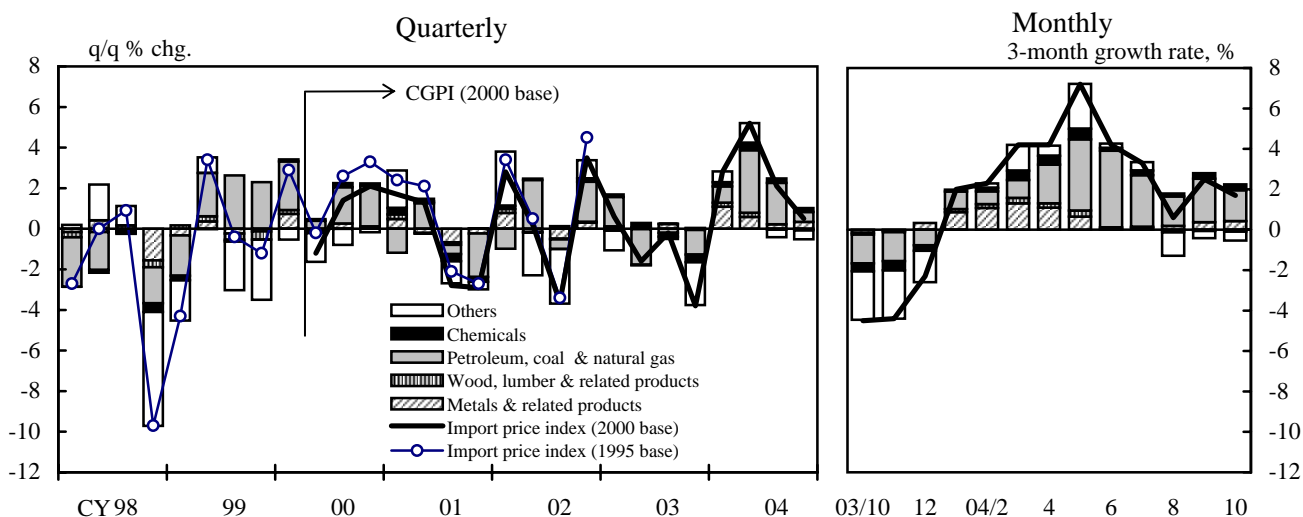 Quarterly
Monthly
q/q % chg.
3-month growth rate, %
8
6
4
2
0
-2
-4
-6
-8
-10
-12
CGPI (2000 base)
Others
Chemicals
Petroleum, coal & natural gas
Wood, lumber & related products
Metals & related products
Import price index (2000 base)
Import price index (1995 base)
8
6
4
2
0
-2
-4
-6
-8
-10
-12
CY 98 99 00 01 02 03 04
03/10 12 04/2 4 6 8 10